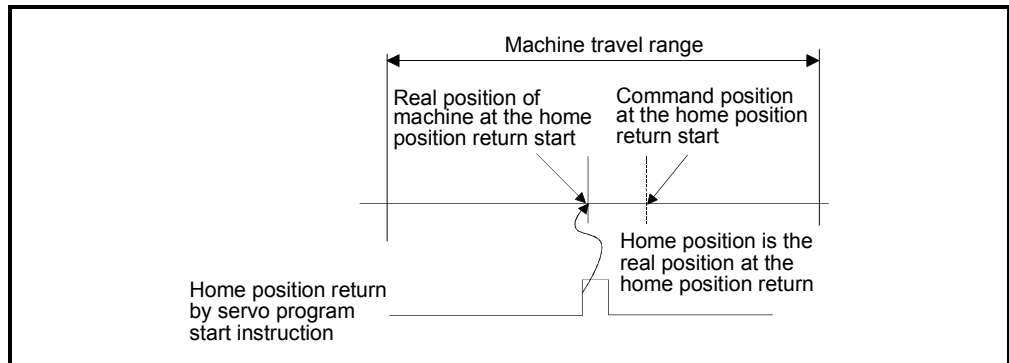 Machine travel range
Real position of
machine at the home
position return start
Command position
at the home position
return start
Home position is the
real position at the
home position return
Home position return
by servo program
start instruction